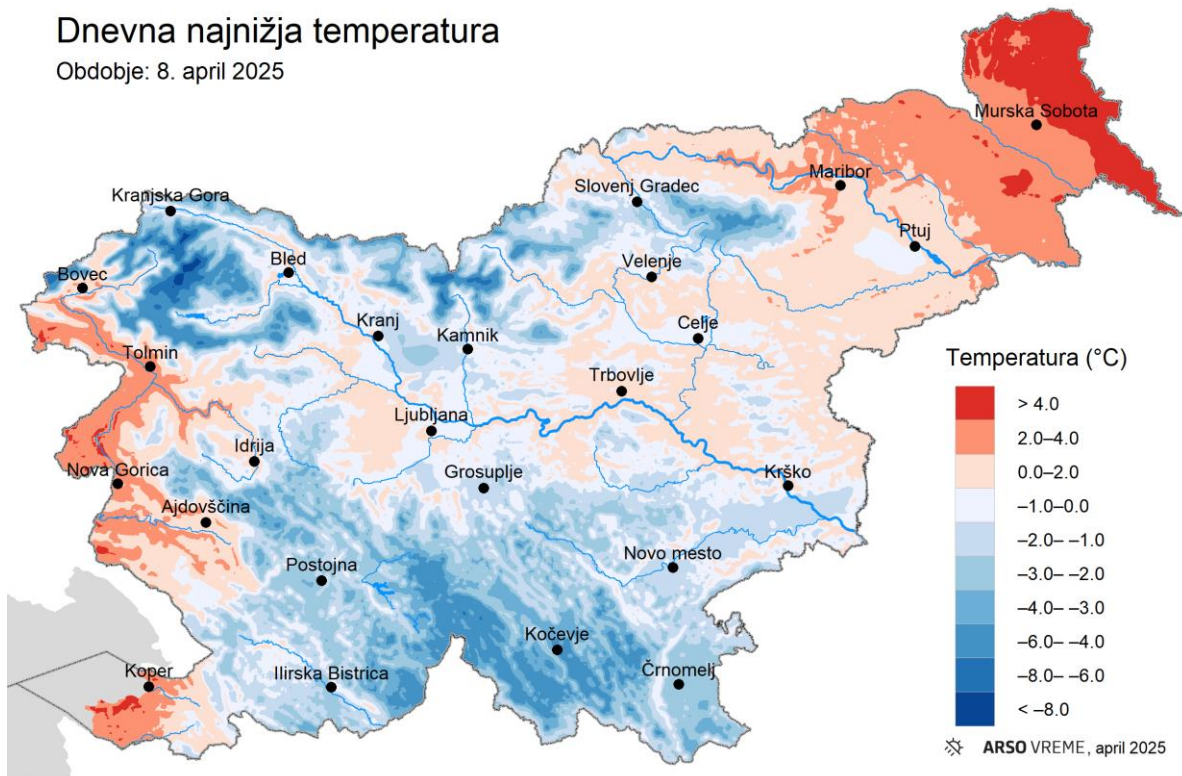 Dnevna najnižja temperatura
Obdobje: 8. april 2025
Murska Sobota
Maribor
Slovenj Gradec
Kranjska Gora
Ptuj
Bled
Velenje
Bovec
Kranj
Kamnik
Celje
Tolmin
Trbovlje
Ljubljana
Idrija
Nova Gorica
Grosuplje
Krško
Ajdovščina
Novo mesto
Postojna
Kočevje
Koper
Ilirska Bistrica
Črnomelj
Temperatura (°C)
> 4.0
2.0–4.0
0.0–2.0
–1.0–0.0
–2.0– –1.0
–3.0– –2.0
–4.0– –3.0
–6.0– –4.0
–8.0– –6.0
< –8.0
ARSO VREME, april 2025